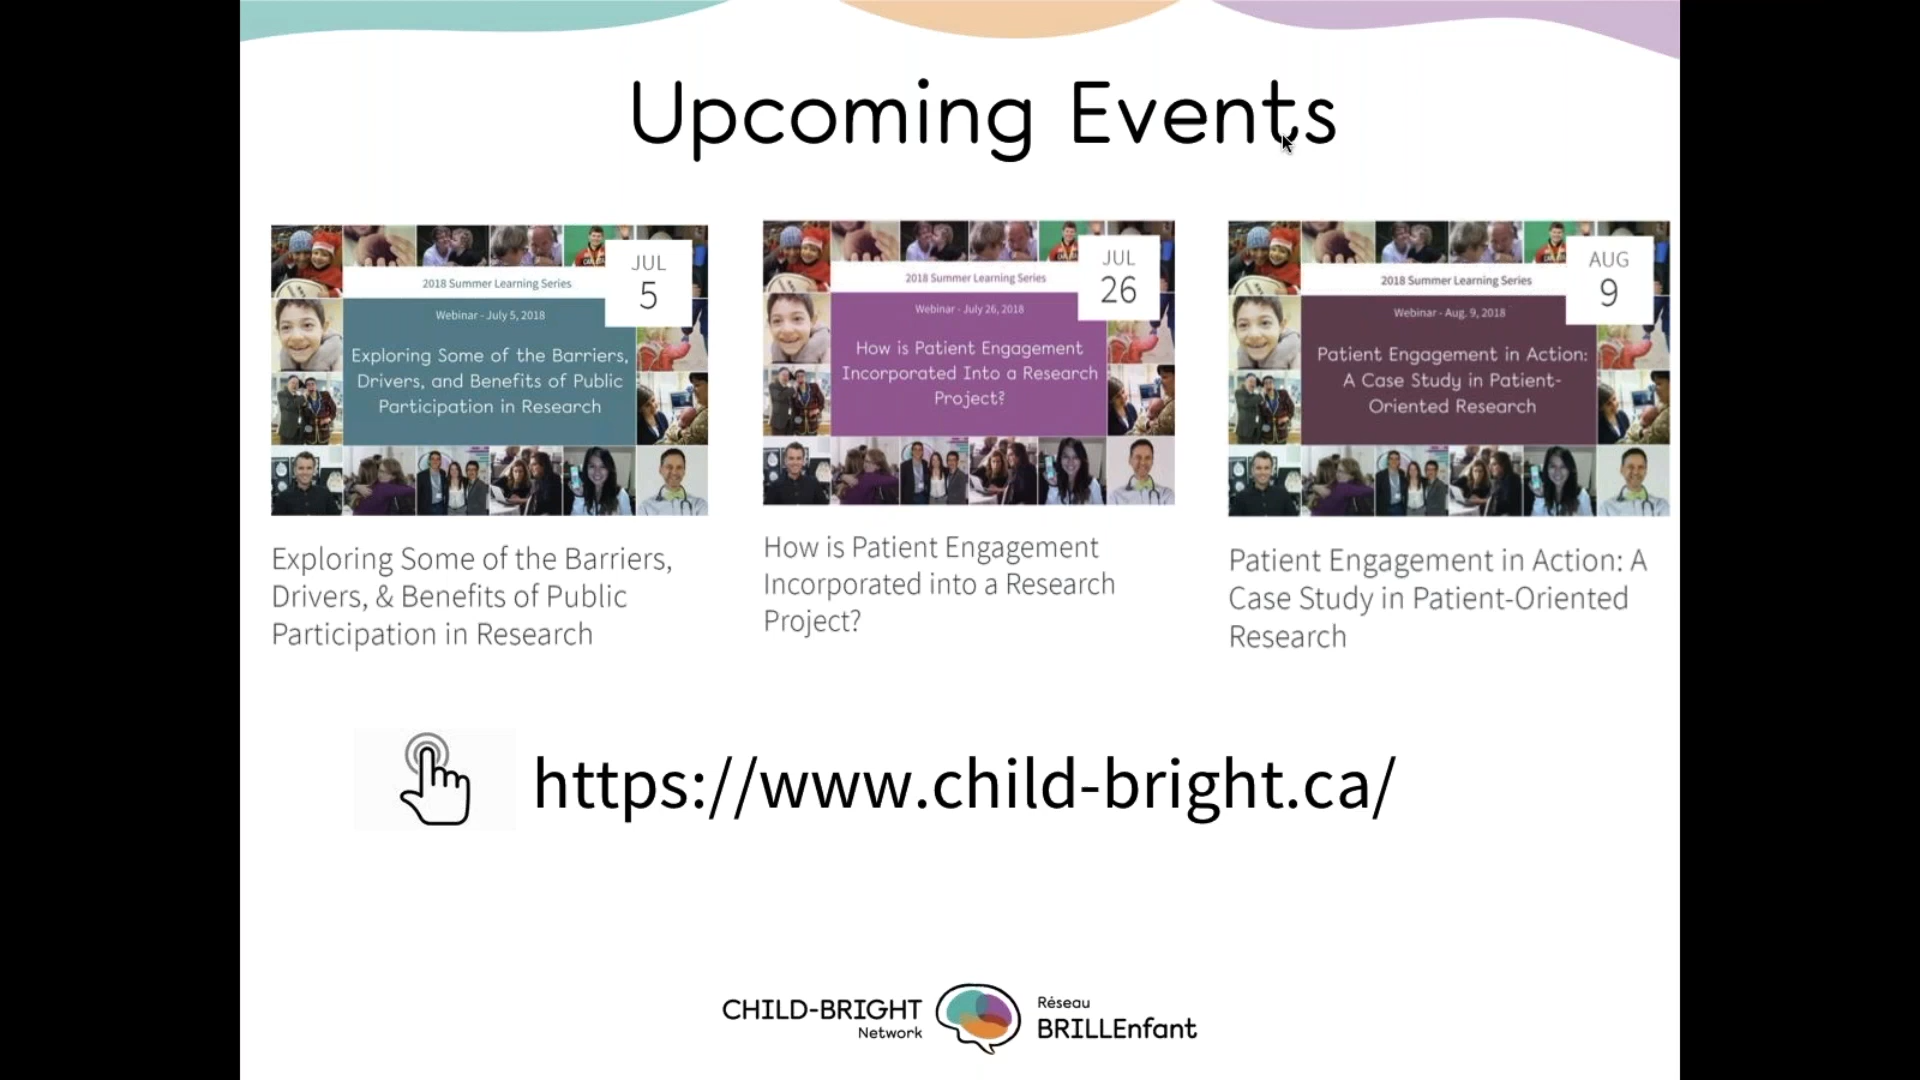 Upcoming Events
2018 Summer Learning Series
JUL
5
Webinar - July 5, 2018
Exploring Some of the Barriers,
Drivers, and Benefits of Public
Participation in Research
2018 Summer Learning Series
JUL
26
Webinar - July 26, 2018
How is Patient Engagement
Incorporated Into a Research
Project?
2018 Summer Learning Series
AUG
9
Webinar - Aug. 9, 2018
Patient Engagement in Action:
A Case Study in Patient-
Oriented Research
Exploring Some of the Barriers,
Drivers, & Benefits of Public
Participation in Research
How is Patient Engagement
Incorporated into a Research
Project?
Patient Engagement in Action: A
Case Study in Patient-Oriented
Research
https://www.child-bright.ca/
CHILD-BRIGHT
Network
Réseau
BRILLEnfant